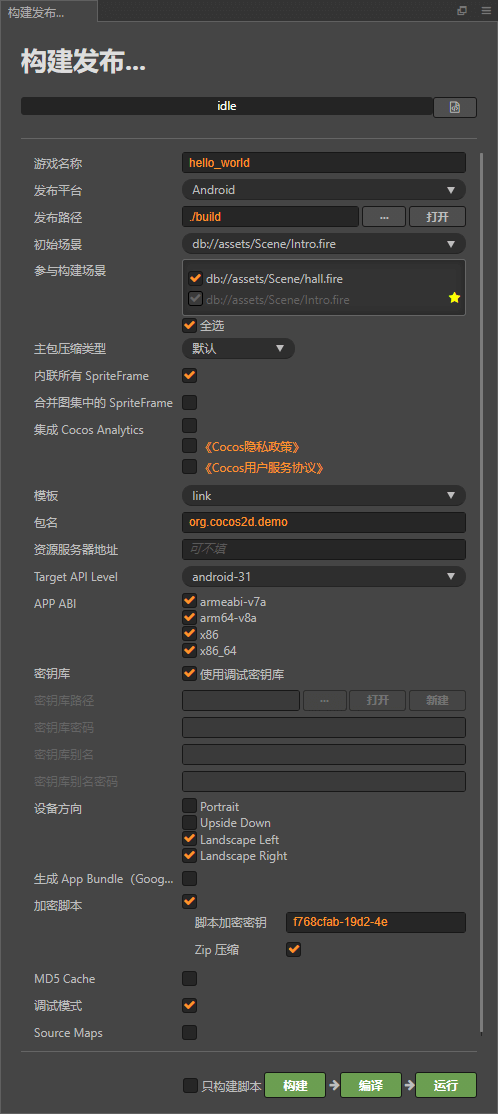 构建发布...
构建发布...
idle
游戏名称 hello_world
发布平台 Android
发布路径 ./build ... 打开
初始场景 db://assets/Scene/Intro.fire
参与构建场景
db://assets/Scene/hall.fire
db://assets/Scene/Intro.fire
全选
主包压缩类型 默认
内联所有 SpriteFrame
合并图集中的 SpriteFrame
集成 Cocos Analytics
《Cocos隐私政策》
《Cocos用户服务协议》
模板 link
包名 org.cocos2d.demo
资源服务器地址 可不填
Target API Level android-31
APP ABI armeabi-v7a
arm64-v8a
x86
x86_64
密钥库 使用调试密钥库
密钥库路径 ... 打开 新建
密钥库密码
密钥库别名
密钥库别名密码
设备方向 Portrait
Upside Down
Landscape Left
Landscape Right
生成 App Bundle（Goog...
加密脚本
脚本加密密钥 f768cfab-19d2-4e
Zip 压缩
MD5 Cache
调试模式
Source Maps
只构建脚本 构建 编译 运行